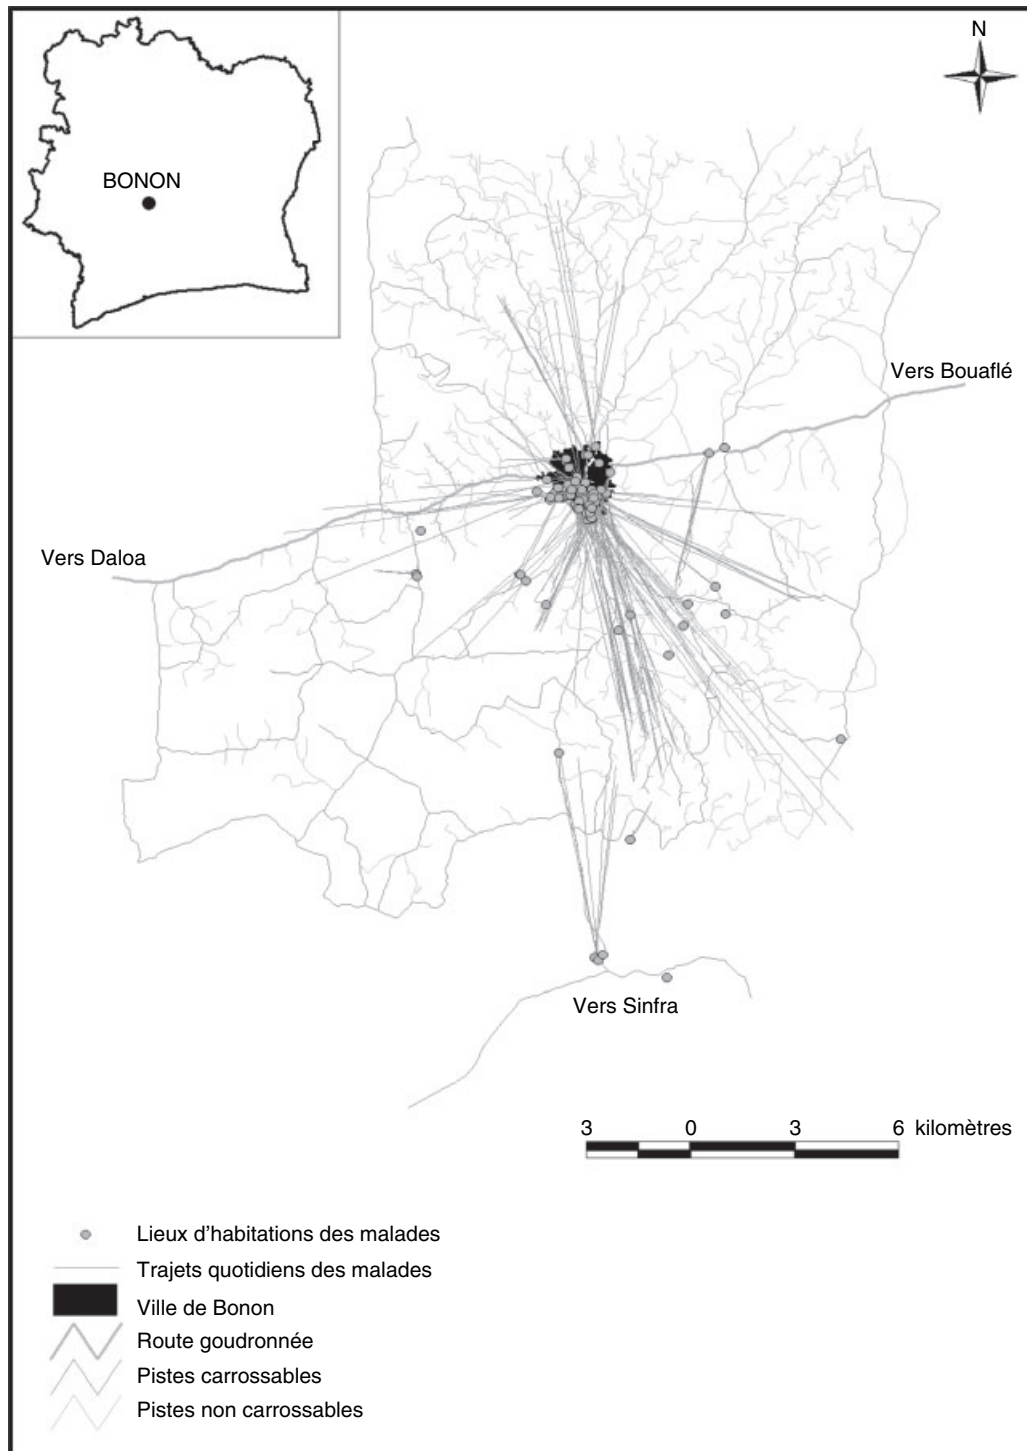 N
BONON
Vers Bouaflé
Vers Daloa
Vers Sinfra
3 0 3 6 kilomètres
Lieux d'habitations des malades
Trajets quotidiens des malades
Ville de Bonon
Route goudronnée
Pistes carrossables
Pistes non carrossables